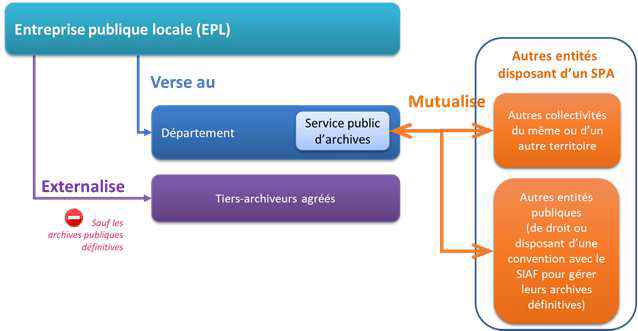 Entreprise publique locale (EPL)
Verse au
Département
Service public
d'archives
Mutualise
Externalise
Tiers-archiveurs agréés
Sauf les
archives publiques
définitives
Autres entités
disposant d'un SPA
Autres collectivités
du même ou d'un
autre territoire
Autres entités
publiques
(de droit ou
disposant d'une
convention avec le
SIAF pour gérer
leurs archives
définitives)